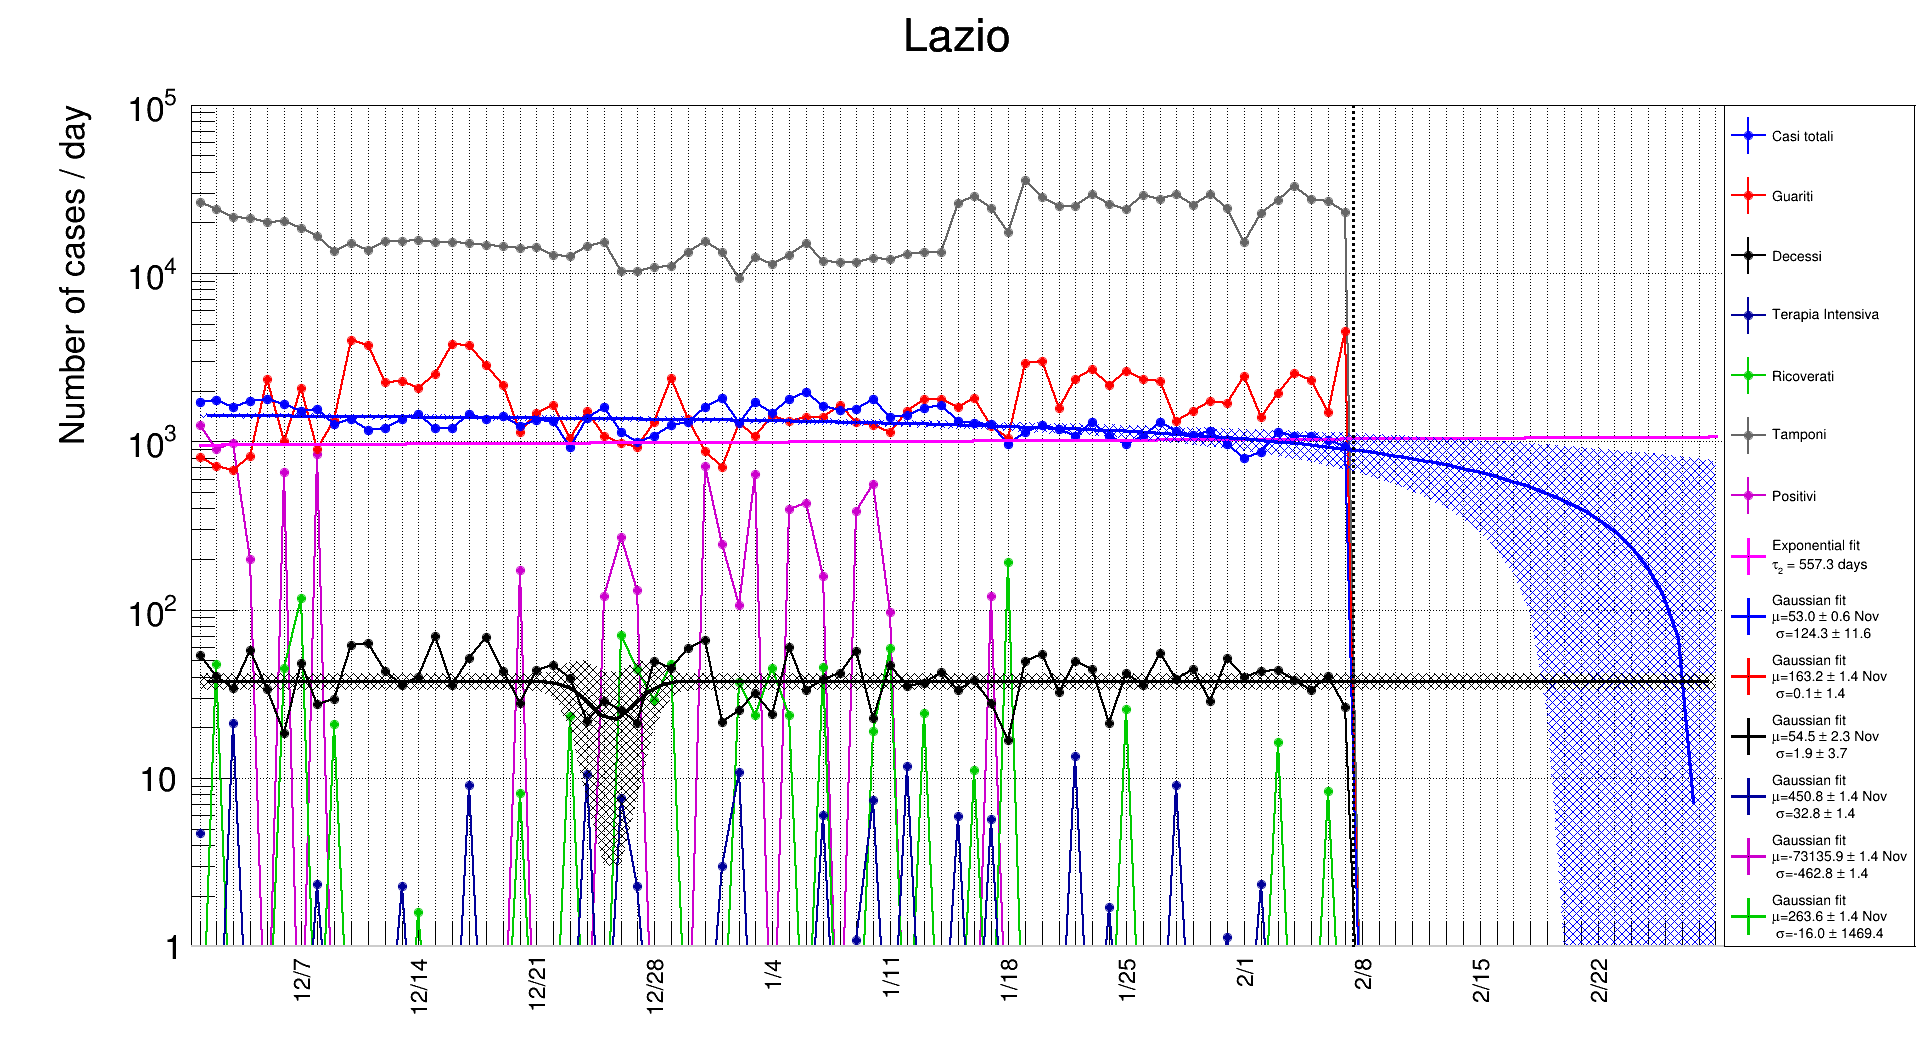 Lazio
Number of cases / day
10^5
10^4
10^3
10^2
10
1
12/7
12/14
12/21
12/28
1/4
1/11
1/18
1/25
2/1
2/8
2/15
2/22
Casi totali
Guariti
Decessi
Terapia Intensiva
Ricoverati
Tamponi
Positivi
Exponential fit
τ₂ = 557.3 days
Gaussian fit
μ=53.0 ± 0.6 Nov
σ=124.3 ± 11.6
Gaussian fit
μ=163.2 ± 1.4 Nov
σ=0.1 ± 1.4
Gaussian fit
μ=54.5 ± 2.3 Nov
σ=1.9 ± 3.7
Gaussian fit
μ=450.8 ± 1.4 Nov
σ=32.8 ± 1.4
Gaussian fit
μ=-73135.9 ± 1.4 Nov
σ=-462.8 ± 1.4
Gaussian fit
μ=263.6 ± 1.4 Nov
σ=-16.0 ± 1469.4